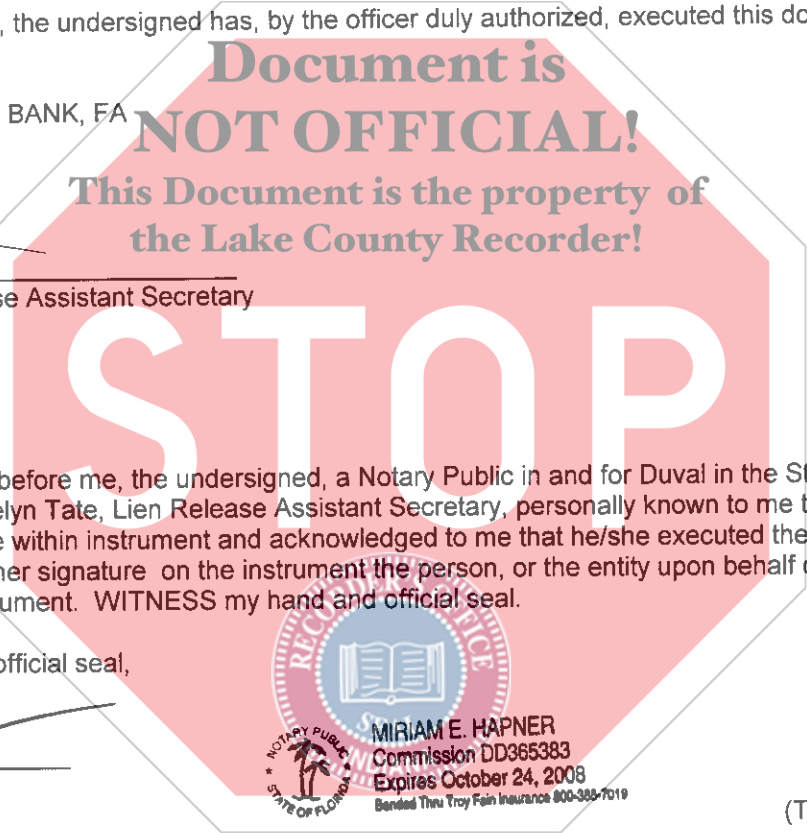 , the undersigned has, by the officer duly authorized, executed this do
Document is
BANK, FA
NOT OFFICIAL!
This Document is the property of
the Lake County Recorder!
se Assistant Secretary
STOP
before me, the undersigned, a Notary Public in and for Duval in the St
elyn Tate, Lien Release Assistant Secretary, personally known to me t
e within instrument and acknowledged to me that he/she executed the
her signature on the instrument the person, or the entity upon behalf o
ument. WITNESS my hand and official seal.
RECORDER'S OFFICE
SEAL
INDIANA
official seal,
NOTARY PUBLIC
STATE OF FLORIDA
MIRIAM E. HAPNER
Commission DD365383
Expires October 24, 2008
Bonded Thru Troy Fain Insurance 800-385-7019
(T